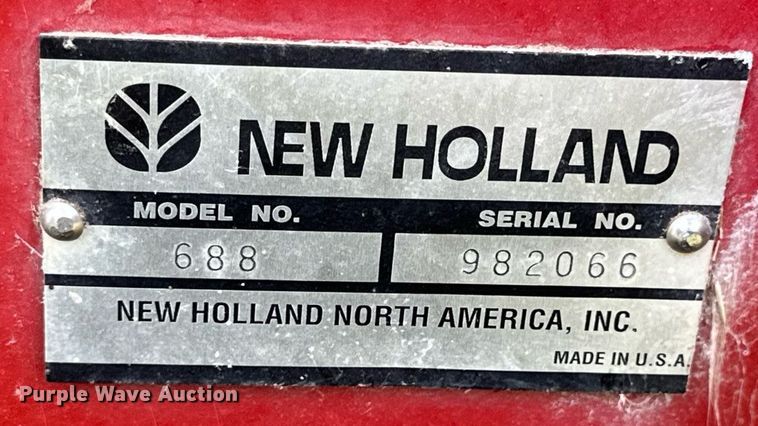 NEW HOLLAND
MODEL NO. SERIAL NO.
688 982066
NEW HOLLAND NORTH AMERICA, INC.
MADE IN U.S.A.
Purple Wave Auction